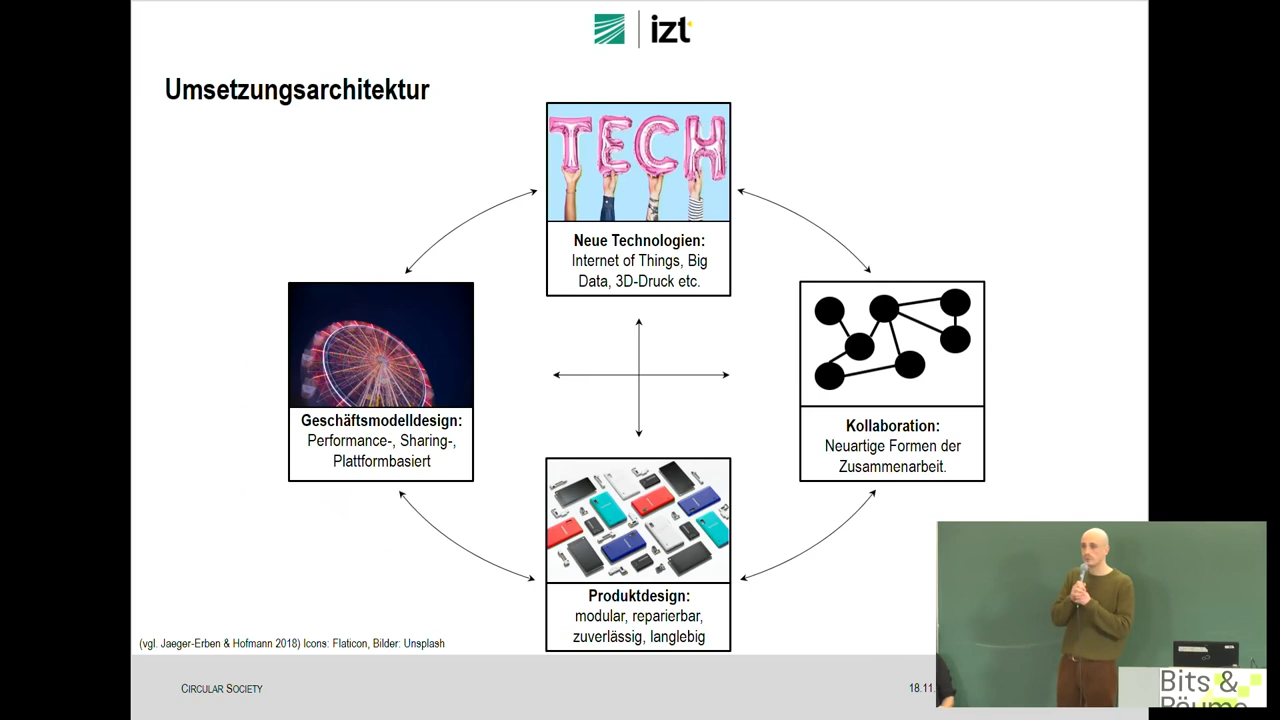 izt
Umsetzungsarchitektur
TECH
Neue Technologien:
Internet of Things, Big
Data, 3D-Druck etc.
Geschäftsmodelldesign:
Performance-, Sharing-,
Plattformbasiert
Kollaboration:
Neuartige Formen der
Zusammenarbeit.
Produktdesign:
modular, reparierbar,
zuverlässig, langlebig
(vgl. Jaeger-Erben & Hofmann 2018) Icons: Flaticon, Bilder: Unsplash
CIRCULAR SOCIETY
18.11.
Bits &
Bäume